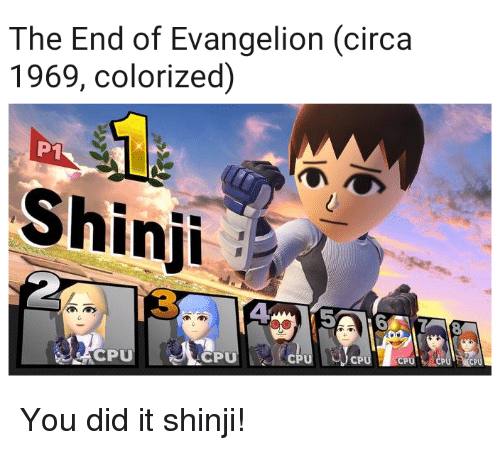 The End of Evangelion (circa
1969, colorized)
P1
1
Shinji
2 CPU
3 CPU
4 CPU
5 CPU
6 CPU
7 CPU
8 CPU
You did it shinji!